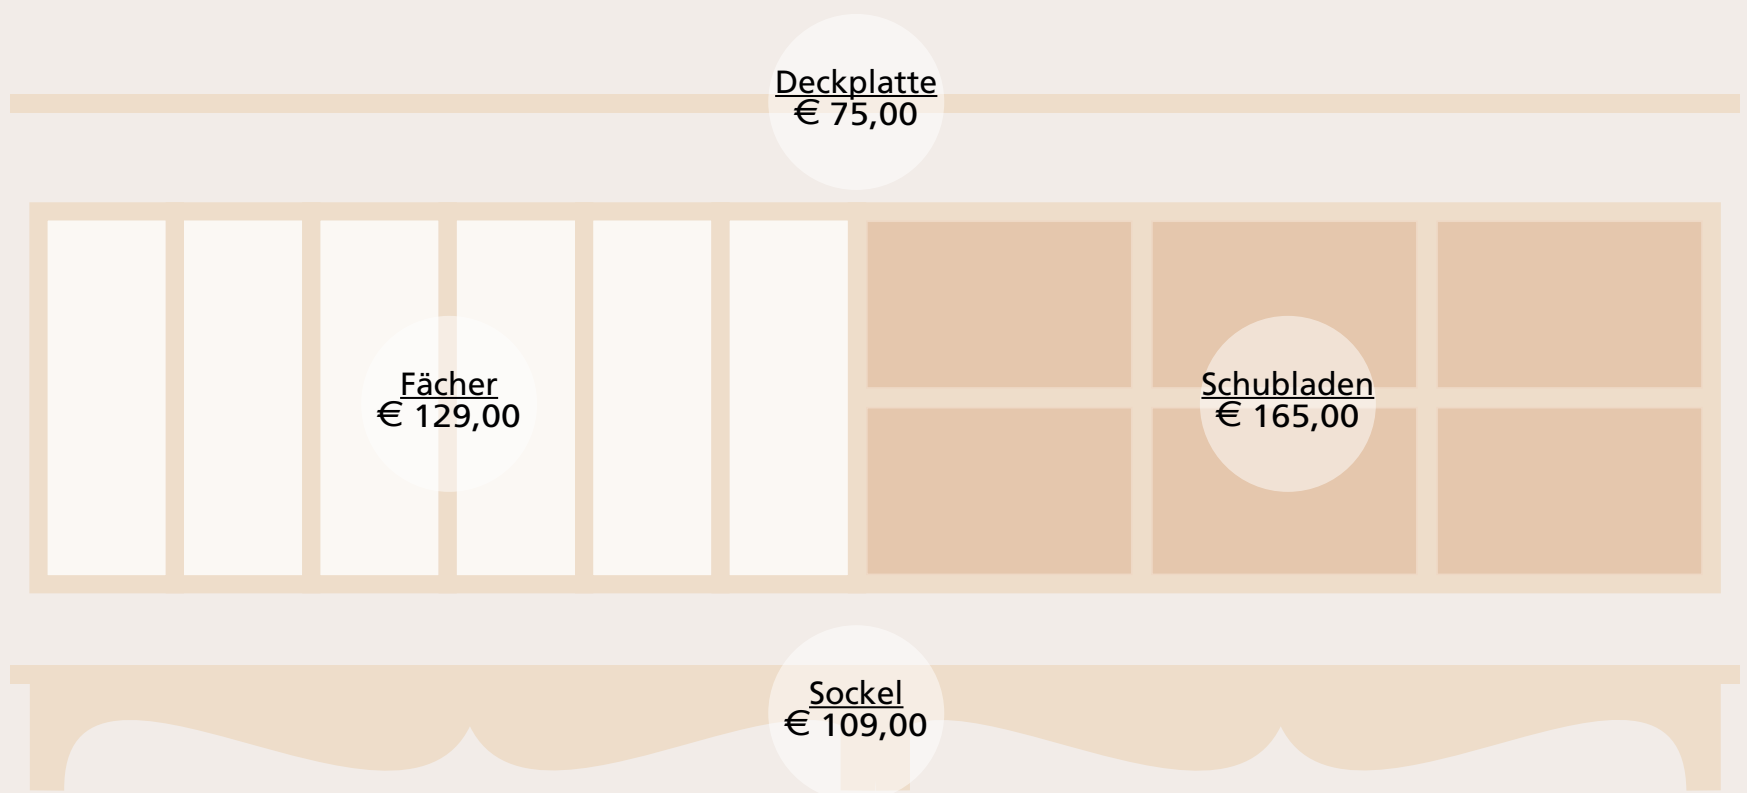 Deckplatte
€ 75,00
Fächer
€ 129,00
Schubladen
€ 165,00
Sockel
€ 109,00